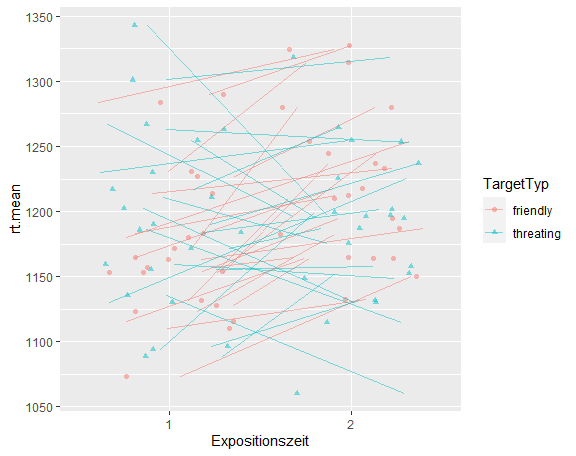 1350
1300
1250
1200
1150
1100
1050
rt.mean
1
2
Expositionszeit
TargetTyp
friendly
threating